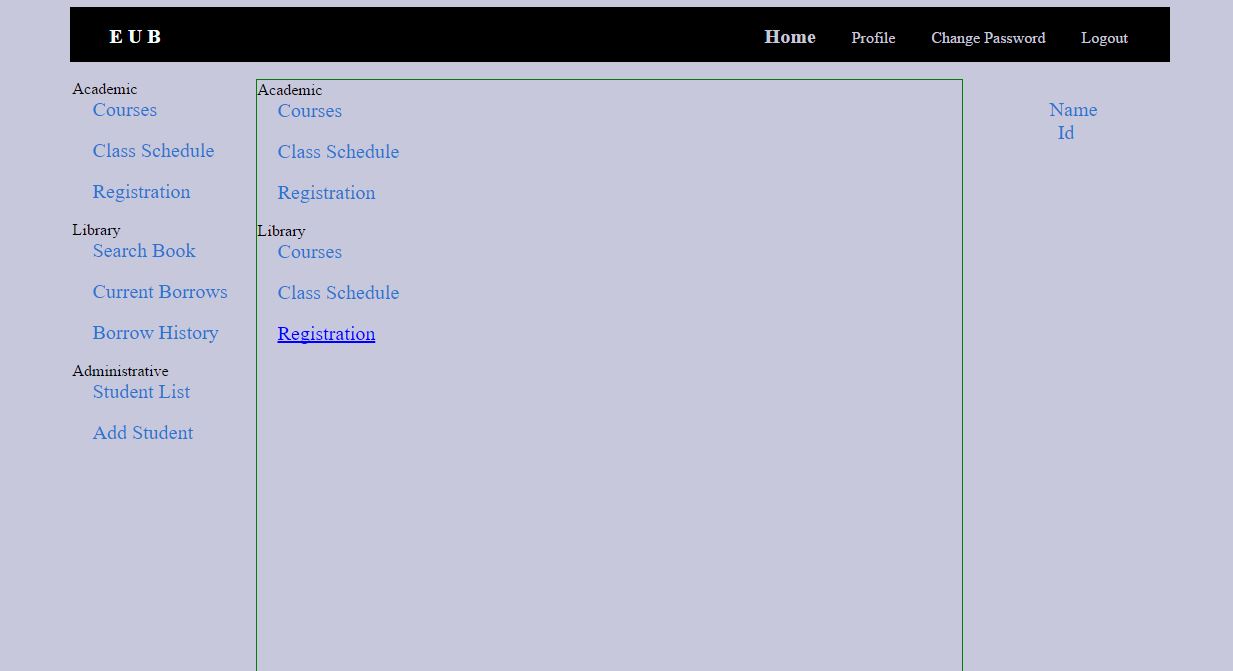 E U B
Home Profile Change Password Logout
Academic
Courses
Class Schedule
Registration
Library
Search Book
Current Borrows
Borrow History
Administrative
Student List
Add Student
Academic
Courses
Class Schedule
Registration
Library
Courses
Class Schedule
Registration
Name
Id